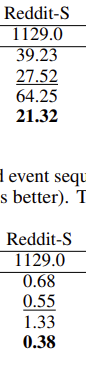 Reddit-S
1129.0
39.23
27.52
64.25
21.32
event sequ
s better). T
Reddit-S
1129.0
0.68
0.55
1.33
0.38